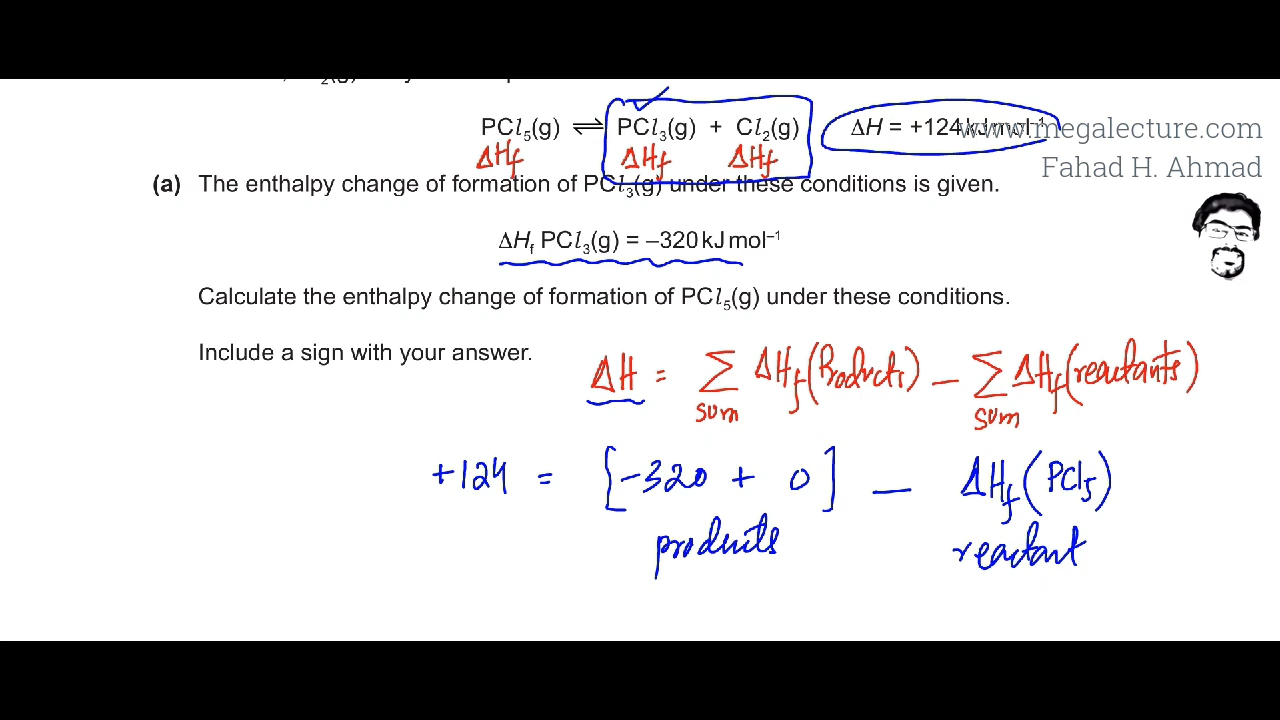 PCl₅(g) ⇌ PCl₃(g) + Cl₂(g) ΔH = +124 kJ mol⁻¹
www.megalecture.com
ΔHf ΔHf ΔHf
Fahad H. Ahmad
(a) The enthalpy change of formation of PCl₃(g) under these conditions is given.
ΔHf PCl₃(g) = –320 kJ mol⁻¹
Calculate the enthalpy change of formation of PCl₅(g) under these conditions.
Include a sign with your answer.
ΔH = Σ ΔHf (Products) – Σ ΔHf (reactants)
sum sum
+124 = [-320 + 0] – ΔHf (PCl₅)
products reactant